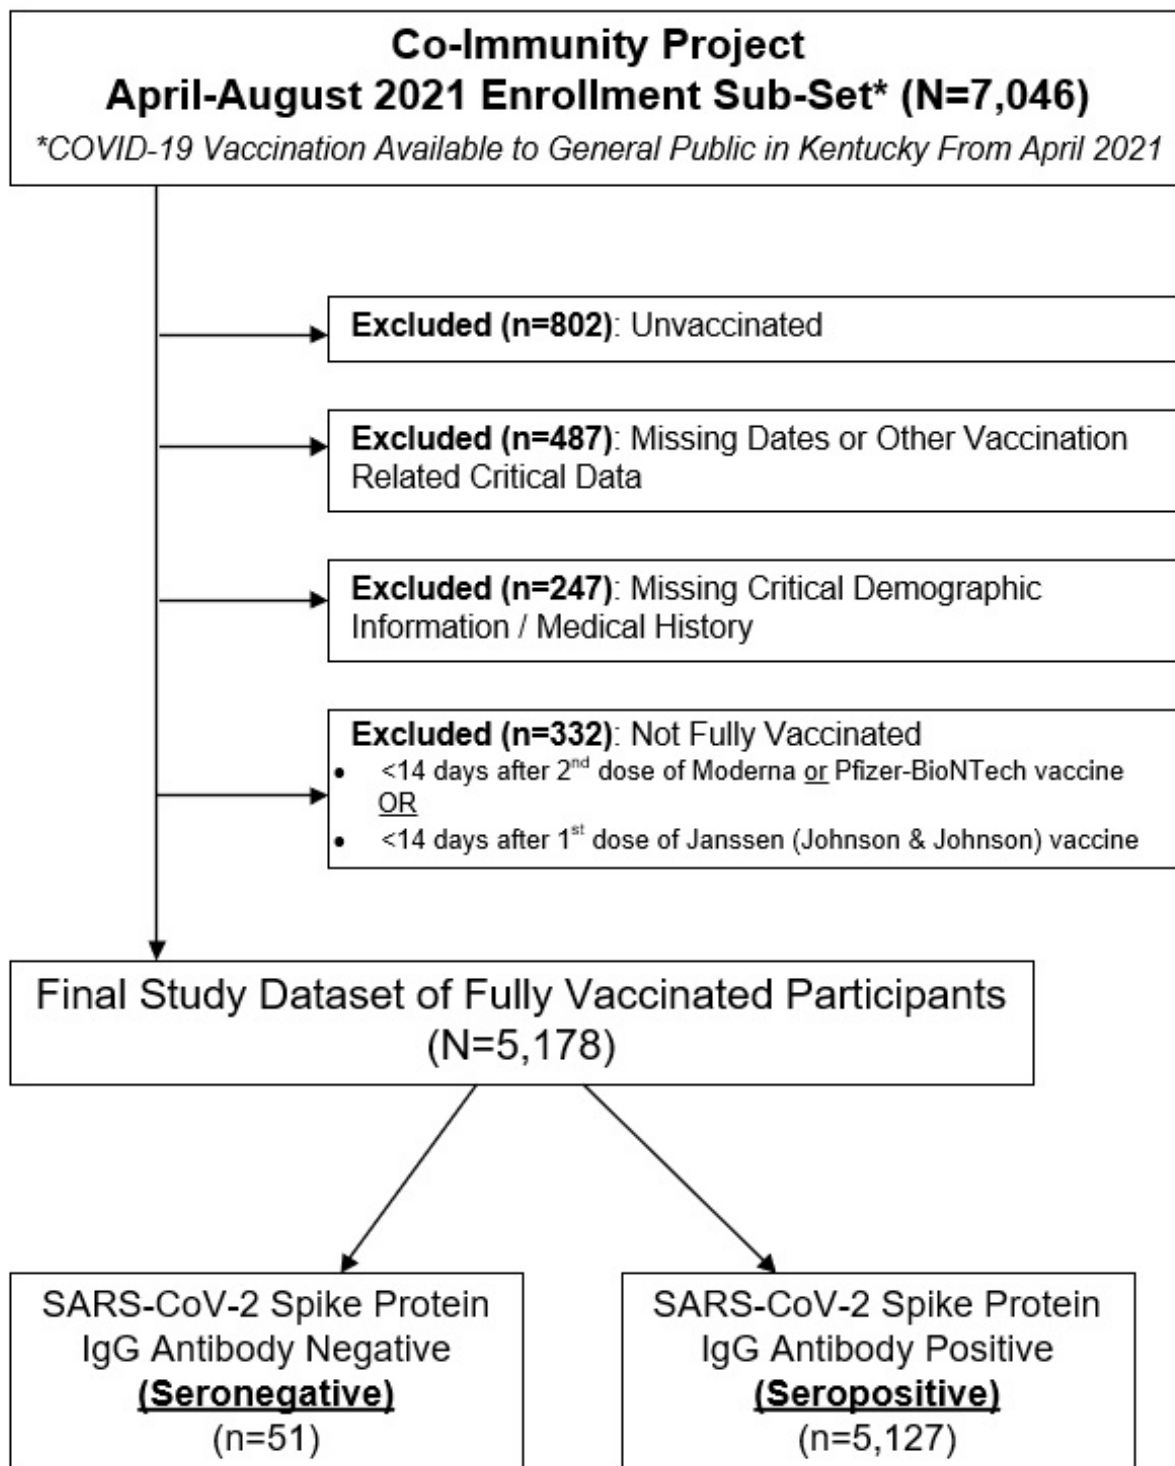 Co-Immunity Project
April-August 2021 Enrollment Sub-Set* (N=7,046)
*COVID-19 Vaccination Available to General Public in Kentucky From April 2021
Excluded (n=802): Unvaccinated
Excluded (n=487): Missing Dates or Other Vaccination
Related Critical Data
Excluded (n=247): Missing Critical Demographic
Information / Medical History
Excluded (n=332): Not Fully Vaccinated
• <14 days after 2nd dose of Moderna or Pfizer-BioNTech vaccine
OR
• <14 days after 1st dose of Janssen (Johnson & Johnson) vaccine
Final Study Dataset of Fully Vaccinated Participants
(N=5,178)
SARS-CoV-2 Spike Protein
IgG Antibody Negative
(Seronegative)
(n=51)
SARS-CoV-2 Spike Protein
IgG Antibody Positive
(Seropositive)
(n=5,127)